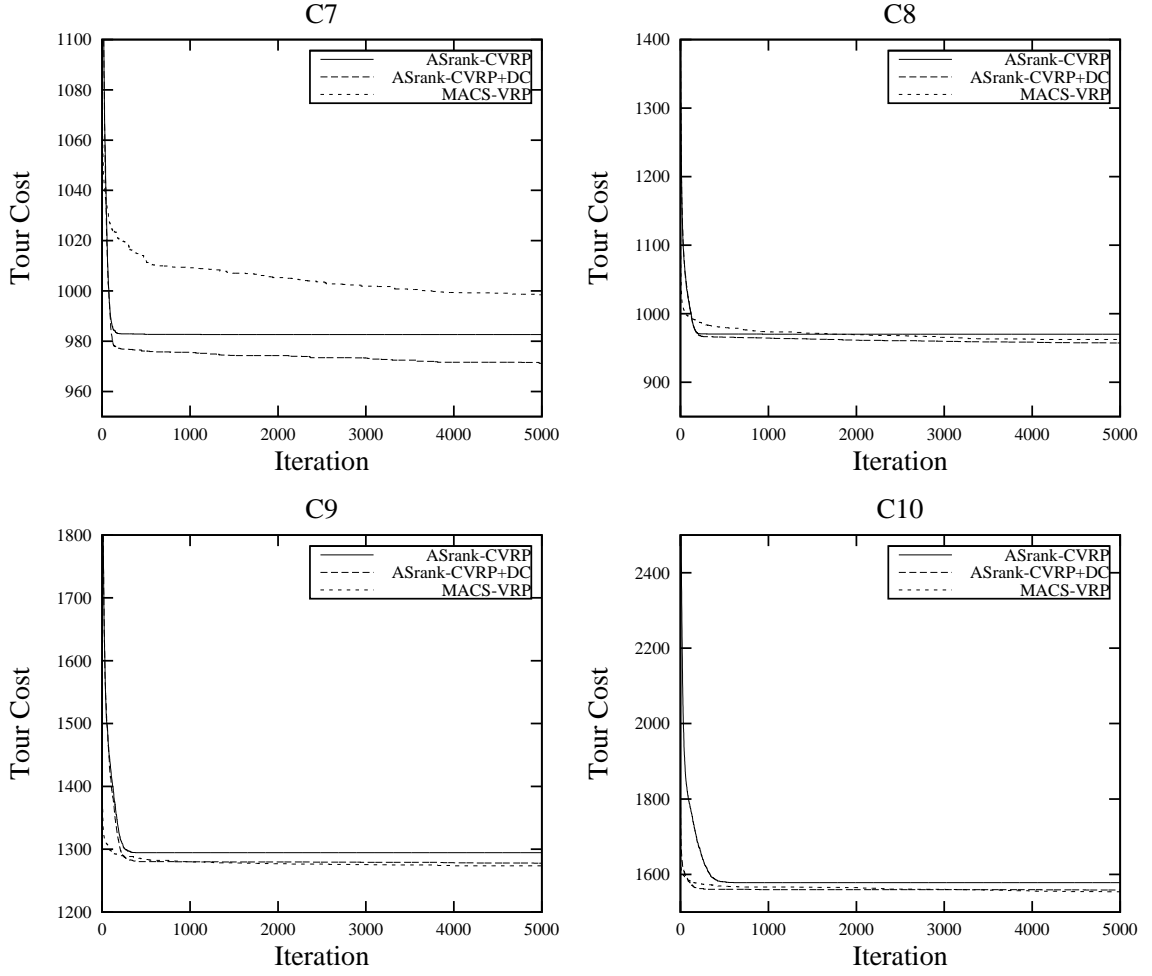 C7
1100
1080
1060
1040
1020
1000
980
960
Tour Cost
ASrank-CVRP
ASrank-CVRP+DC
MACS-VRP
0 1000 2000 3000 4000 5000
Iteration
C8
1400
1300
1200
1100
1000
900
Tour Cost
ASrank-CVRP
ASrank-CVRP+DC
MACS-VRP
0 1000 2000 3000 4000 5000
Iteration
C9
1800
1700
1600
1500
1400
1300
1200
Tour Cost
ASrank-CVRP
ASrank-CVRP+DC
MACS-VRP
0 1000 2000 3000 4000 5000
Iteration
C10
2400
2200
2000
1800
1600
Tour Cost
ASrank-CVRP
ASrank-CVRP+DC
MACS-VRP
0 1000 2000 3000 4000 5000
Iteration